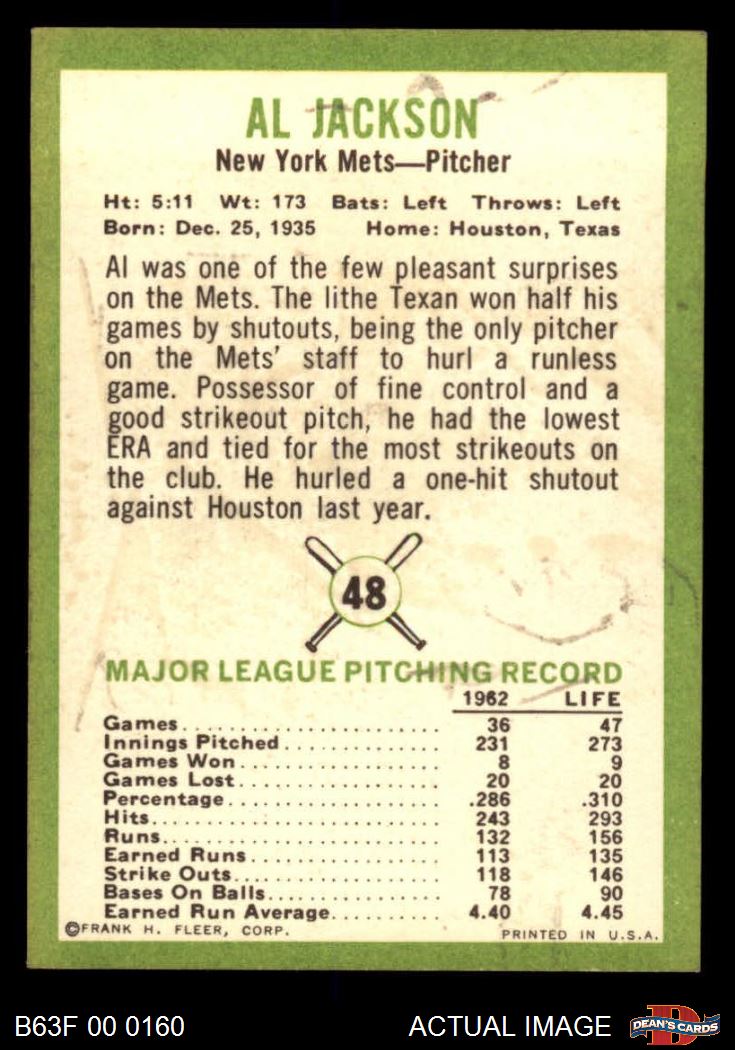 AL JACKSON
New York Mets—Pitcher
Ht: 5:11 Wt: 173 Bats: Left Throws: Left
Born: Dec. 25, 1935 Home: Houston, Texas
Al was one of the few pleasant surprises
on the Mets. The lithe Texan won half his
games by shutouts, being the only pitcher
on the Mets' staff to hurl a runless
game. Possessor of fine control and a
good strikeout pitch, he had the lowest
ERA and tied for the most strikeouts on
the club. He hurled a one-hit shutout
against Houston last year.
48
MAJOR LEAGUE PITCHING RECORD
1962 LIFE
Games 36 47
Innings Pitched 231 273
Games Won 8 9
Games Lost 20 20
Percentage .286 .310
Hits 243 293
Runs 132 156
Earned Runs 113 135
Strike Outs 118 146
Bases On Balls 78 90
Earned Run Average 4.40 4.45
©FRANK H. FLEER, CORP. PRINTED IN U.S.A.
B63F 00 0160 ACTUAL IMAGE D DEAN'S CARDS